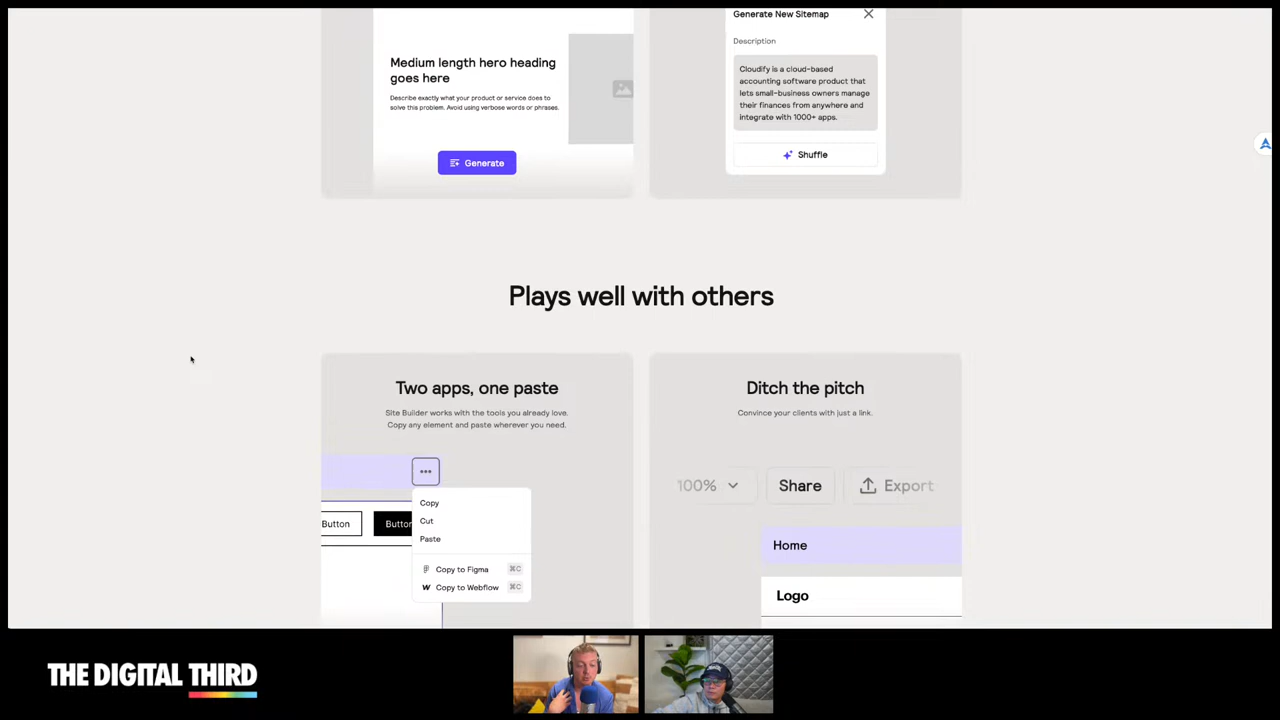 Medium length hero heading
goes here
Describe exactly what your product or service does to
solve this problem. Avoid using verbose words or phrases.
Generate
Generate New Sitemap
Description
Cloudify is a cloud-based
accounting software product that
lets small-business owners manage
their finances from anywhere and
integrate with 1000+ apps.
Shuffle
Plays well with others
Two apps, one paste
Site Builder works with the tools you already love.
Copy any element and paste wherever you need.
Button
Button
Copy
Cut
Paste
Copy to Figma ⌘C
Copy to Webflow ⌘C
Ditch the pitch
Convince your clients with just a link.
100%
Share
Export
Home
Logo
THE DIGITAL THIRD